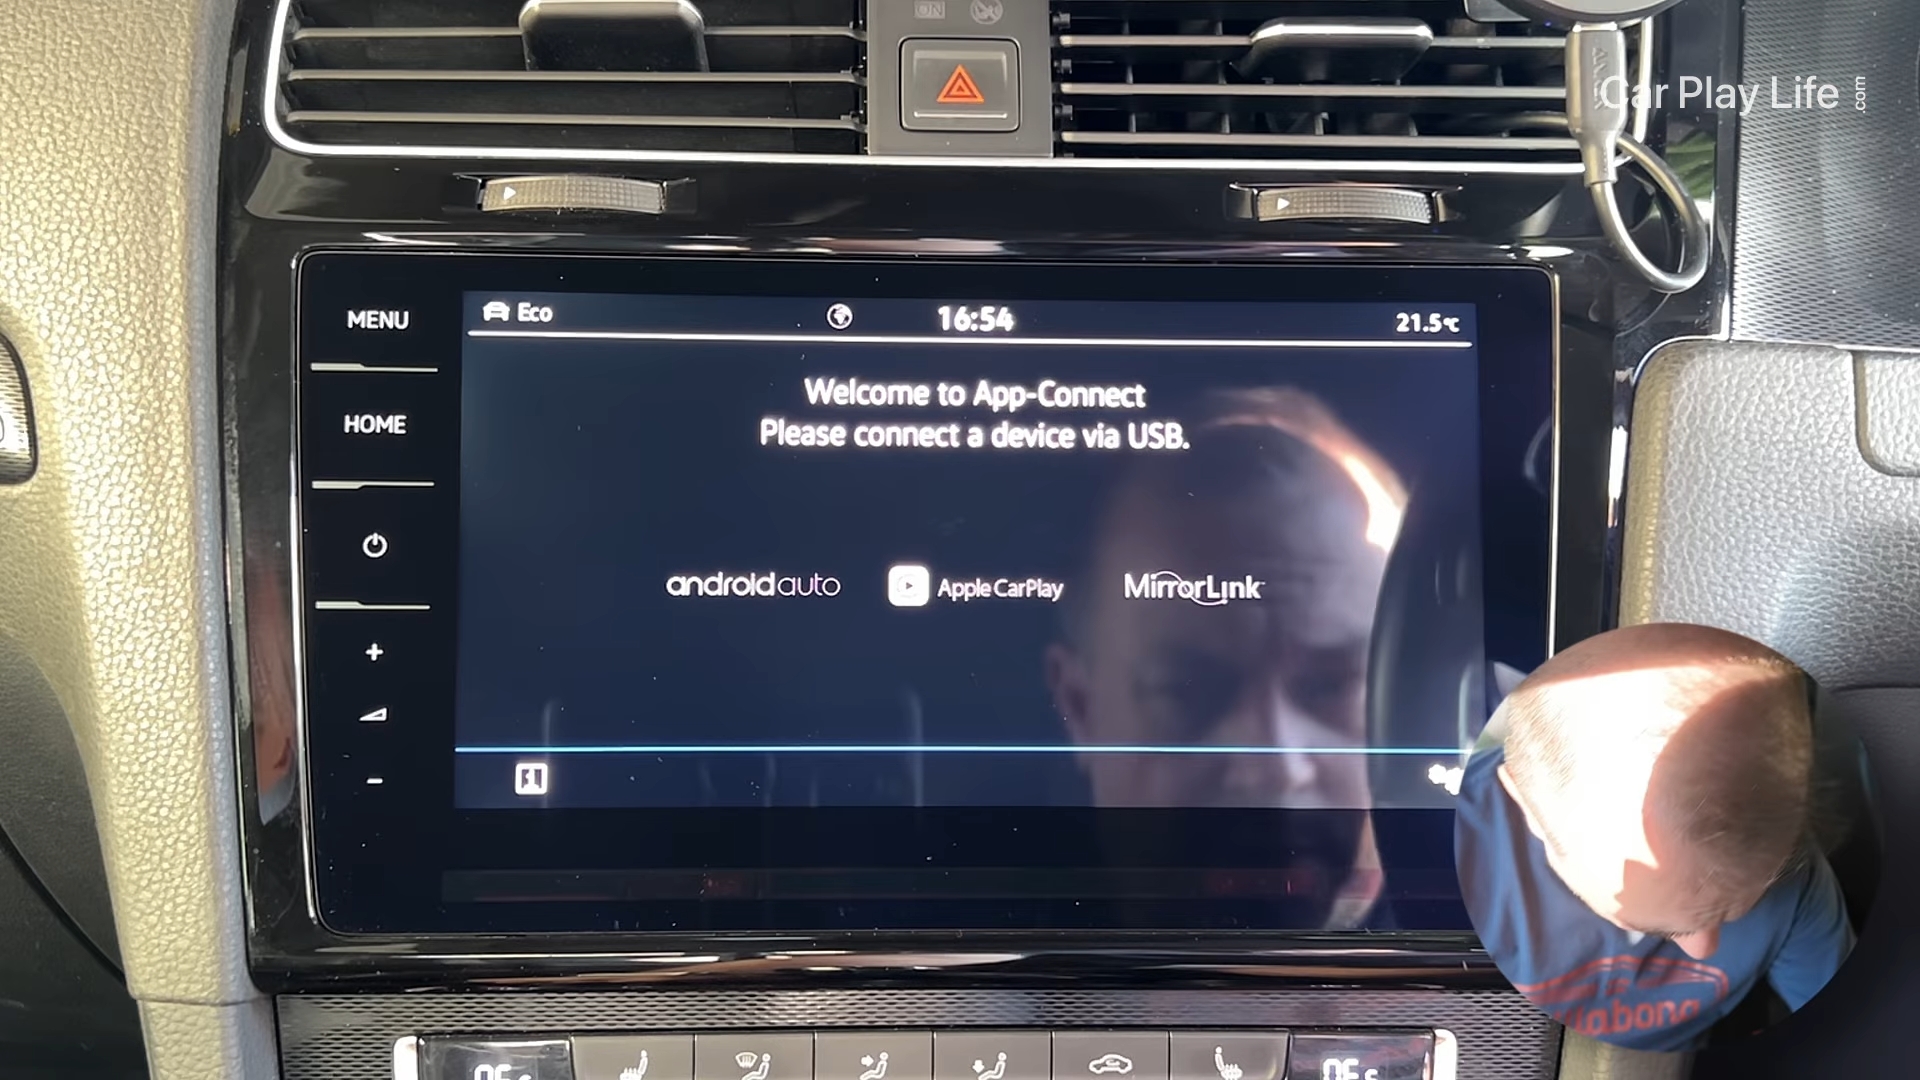 ON
Car Play Life .com
MENU
Eco
16:54
21.5°C
HOME
Welcome to App-Connect
Please connect a device via USB.
androidauto
Apple CarPlay
MirrorLink
+
-